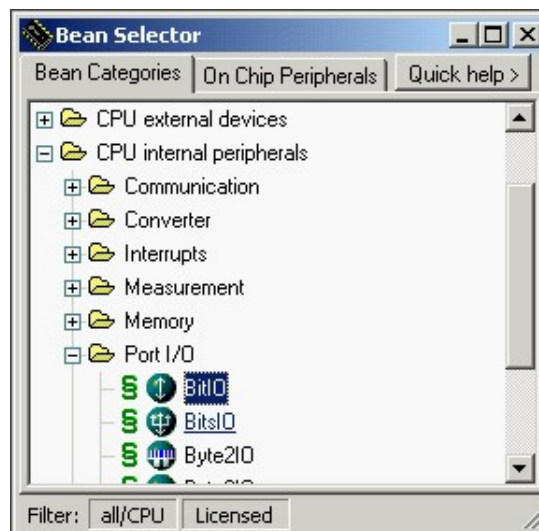 Bean Selector
Bean Categories On Chip Peripherals Quick help >
CPU external devices
CPU internal peripherals
Communication
Converter
Interrupts
Measurement
Memory
Port I/O
BitIO
BitsIO
Byte2IO
Filter: all/CPU Licensed